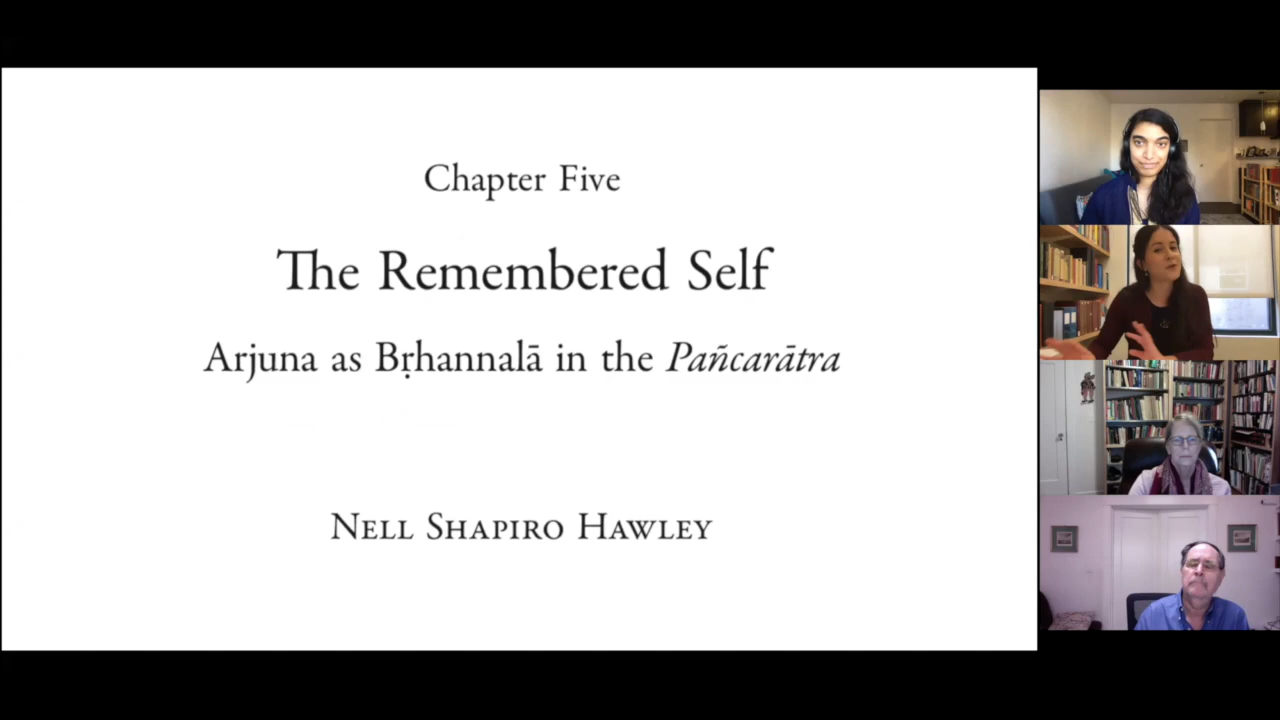 Chapter Five
The Remembered Self
Arjuna as Bṛhannalā in the Pañcarātra
Nell Shapiro Hawley